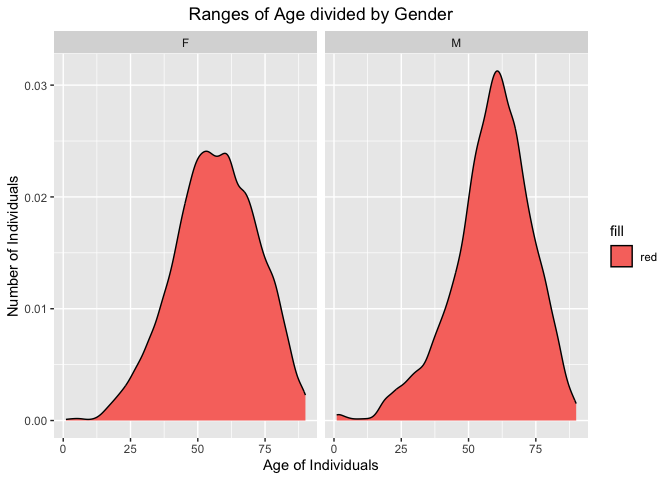 Ranges of Age divided by Gender
F
M
Number of Individuals
0.03
0.02
0.01
0.00
0 25 50 75
0 25 50 75
Age of Individuals
fill
red